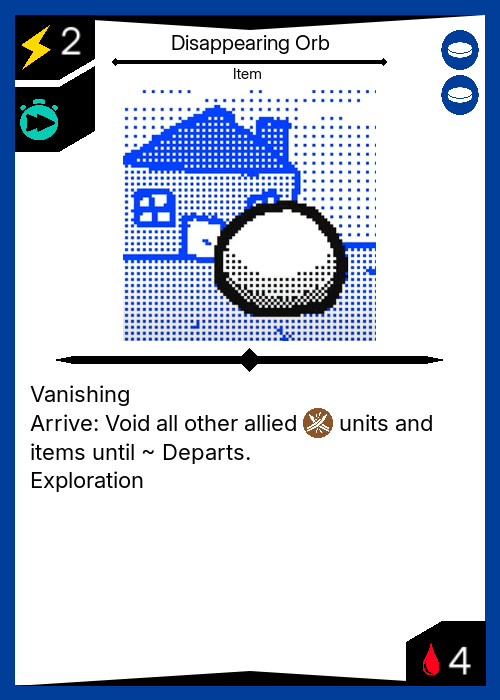 2
Disappearing Orb
Item
Vanishing
Arrive: Void all other allied units and
items until ~ Departs.
Exploration
4